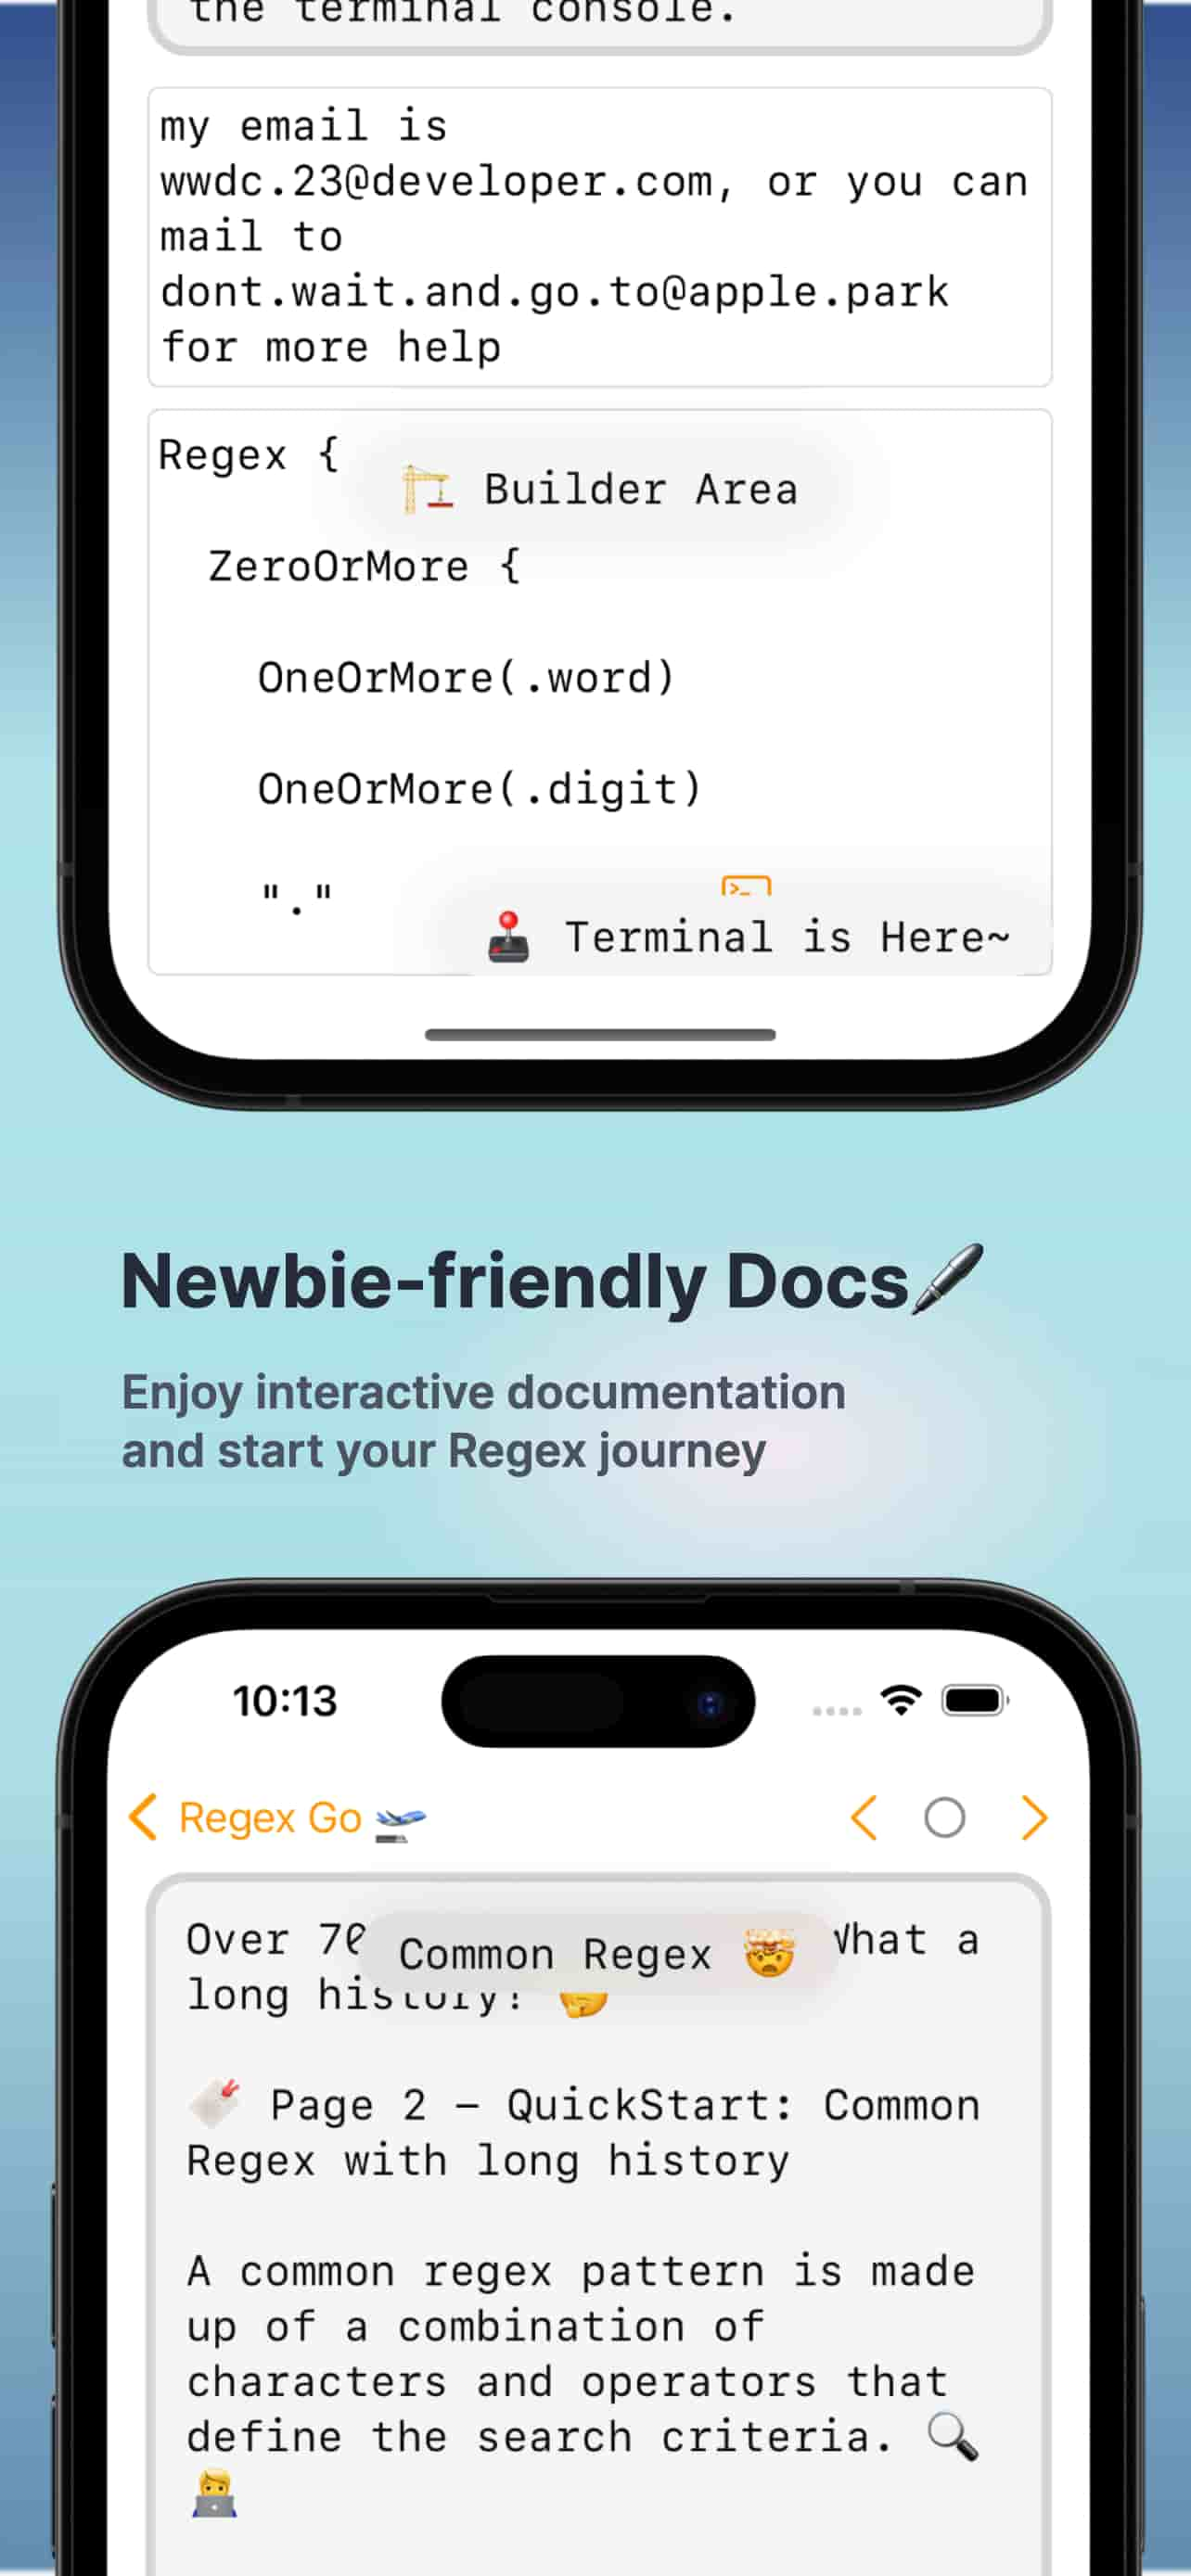 the terminal console.
my email is
wwdc.23@developer.com, or you can
mail to
dont.wait.and.go.to@apple.park
for more help
Regex {
🏗️ Builder Area
ZeroOrMore {
OneOrMore(.word)
OneOrMore(.digit)
"."
🕹️ Terminal is Here~
Newbie-friendly Docs🖊️
Enjoy interactive documentation
and start your Regex journey
10:13
Regex Go 🛫
Over 70 What a
Common Regex 🤯
long history!
Page 2 – QuickStart: Common
Regex with long history
A common regex pattern is made
up of a combination of
characters and operators that
define the search criteria. 🔍
🧑‍💻